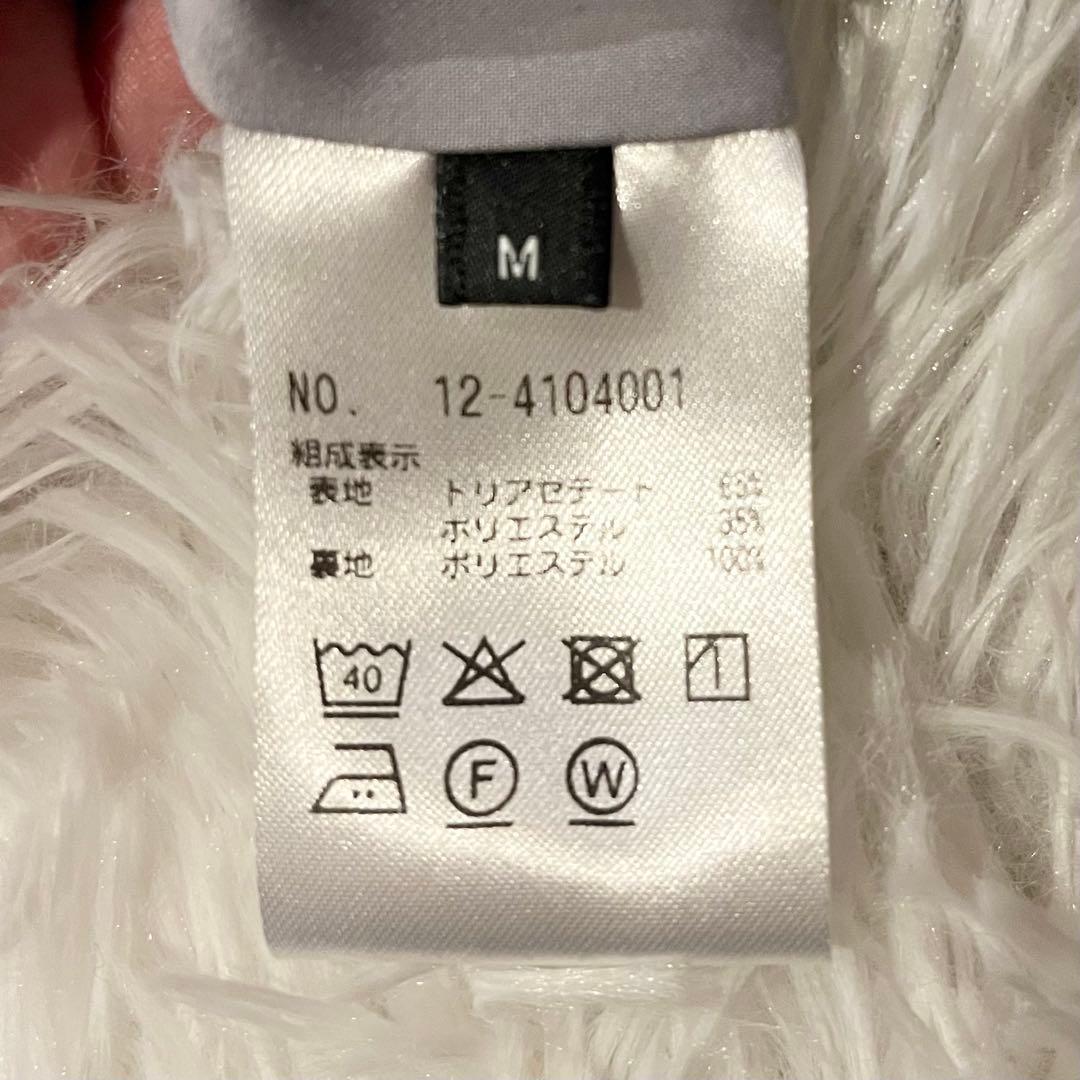 M
NO. 12-4104001
組成表示
表地 トリアセテート
ポリエステル 35%
裏地 ポリエステル 100%
40
F W